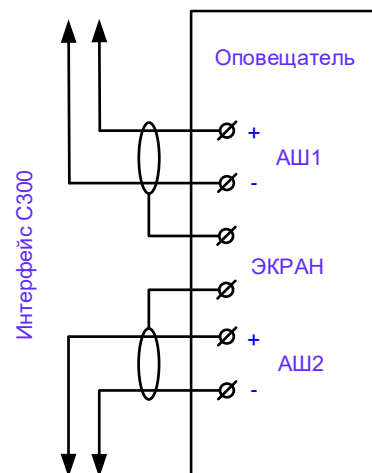 Оповещатель
+
АШ1
-
ЭКРАН
+
АШ2
-
Интерфейс С300